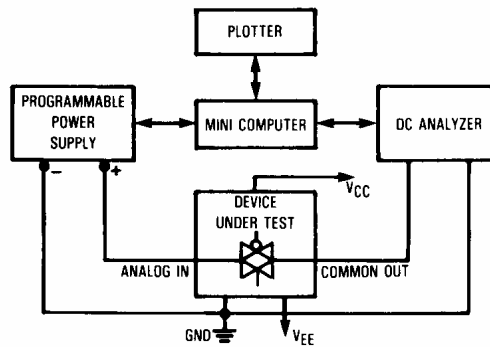 PLOTTER
PROGRAMMABLE
POWER
SUPPLY
MINI COMPUTER
DC ANALYZER
− +
VCC
DEVICE
UNDER TEST
ANALOG IN
COMMON OUT
GND
VEE